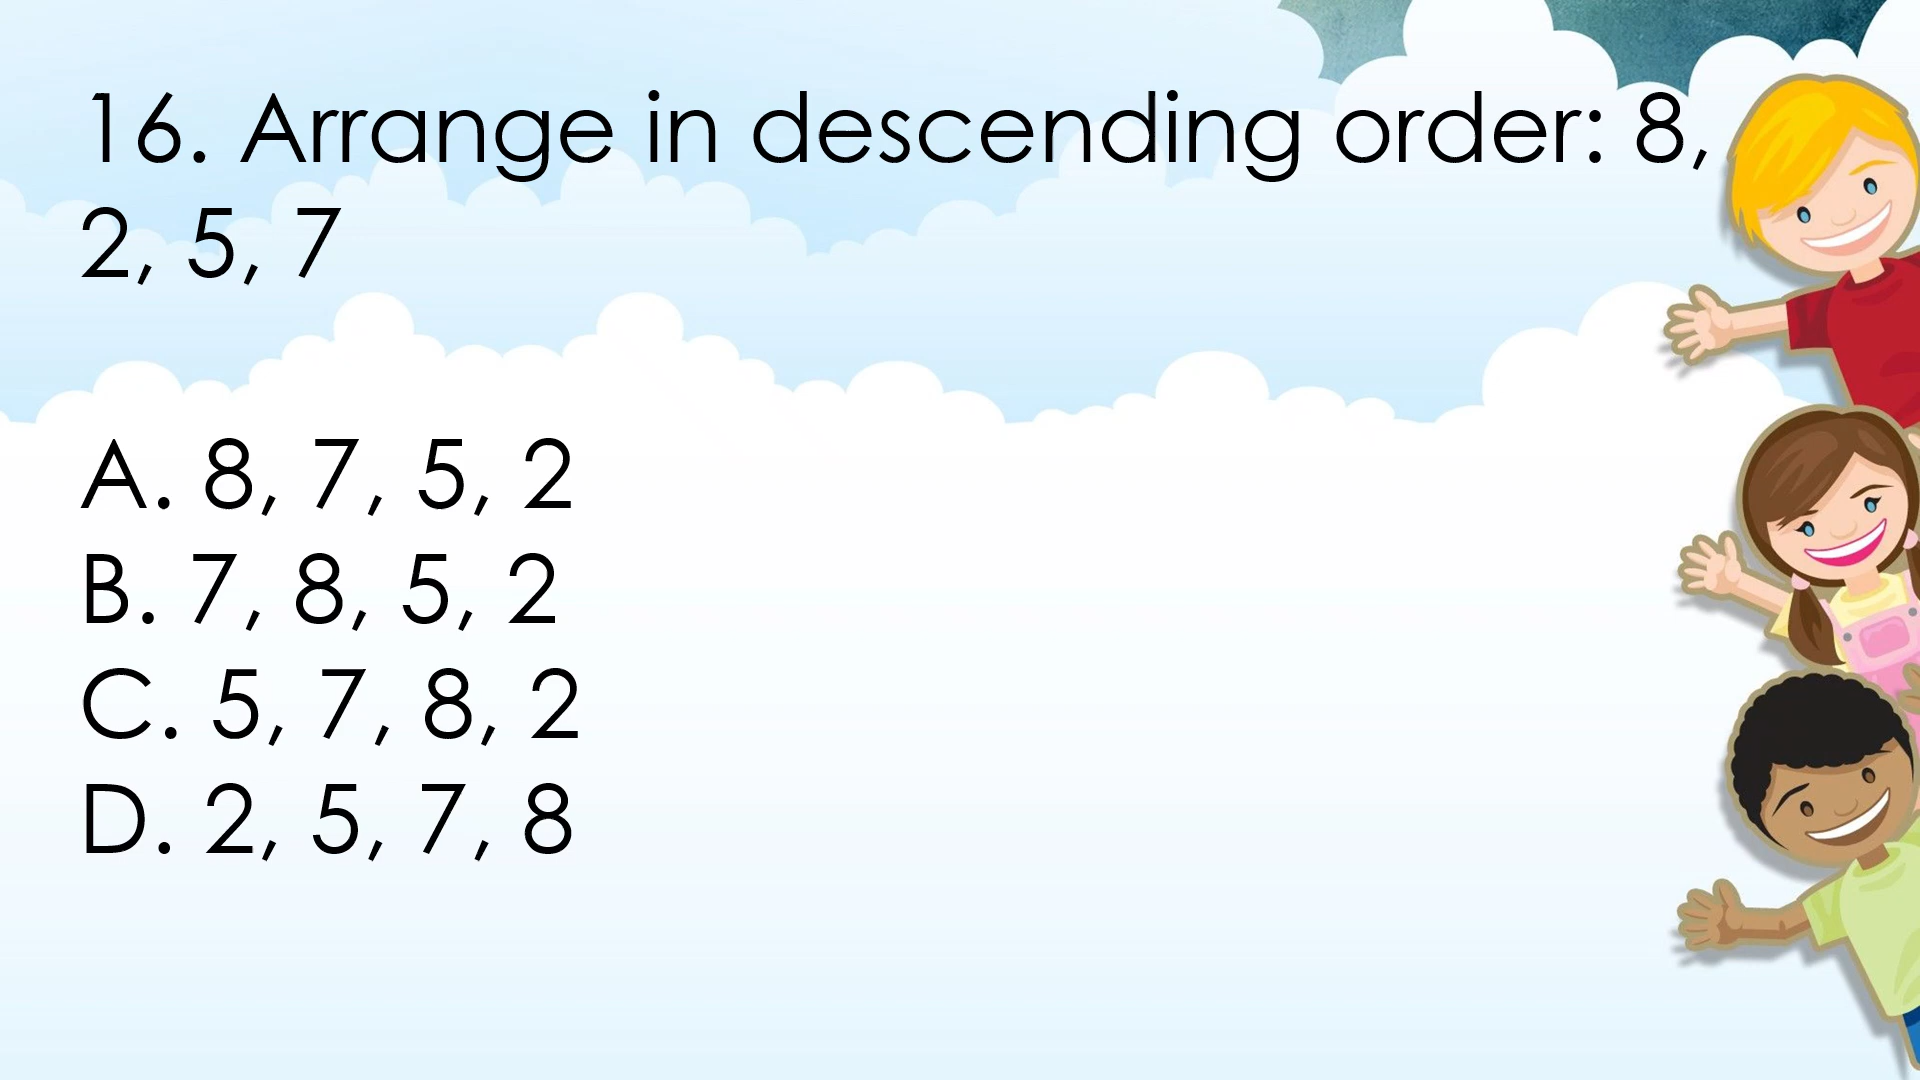 16. Arrange in descending order: 8,
2, 5, 7
A. 8, 7, 5, 2
B. 7, 8, 5, 2
C. 5, 7, 8, 2
D. 2, 5, 7, 8